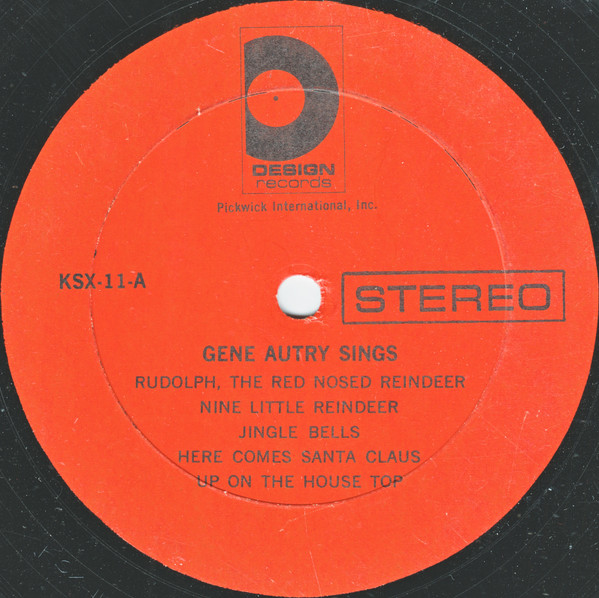 DESIGN
records
Pickwick International, Inc.
KSX-11-A
STEREO
GENE AUTRY SINGS
RUDOLPH, THE RED NOSED REINDEER
NINE LITTLE REINDEER
JINGLE BELLS
HERE COMES SANTA CLAUS
UP ON THE HOUSE TOP